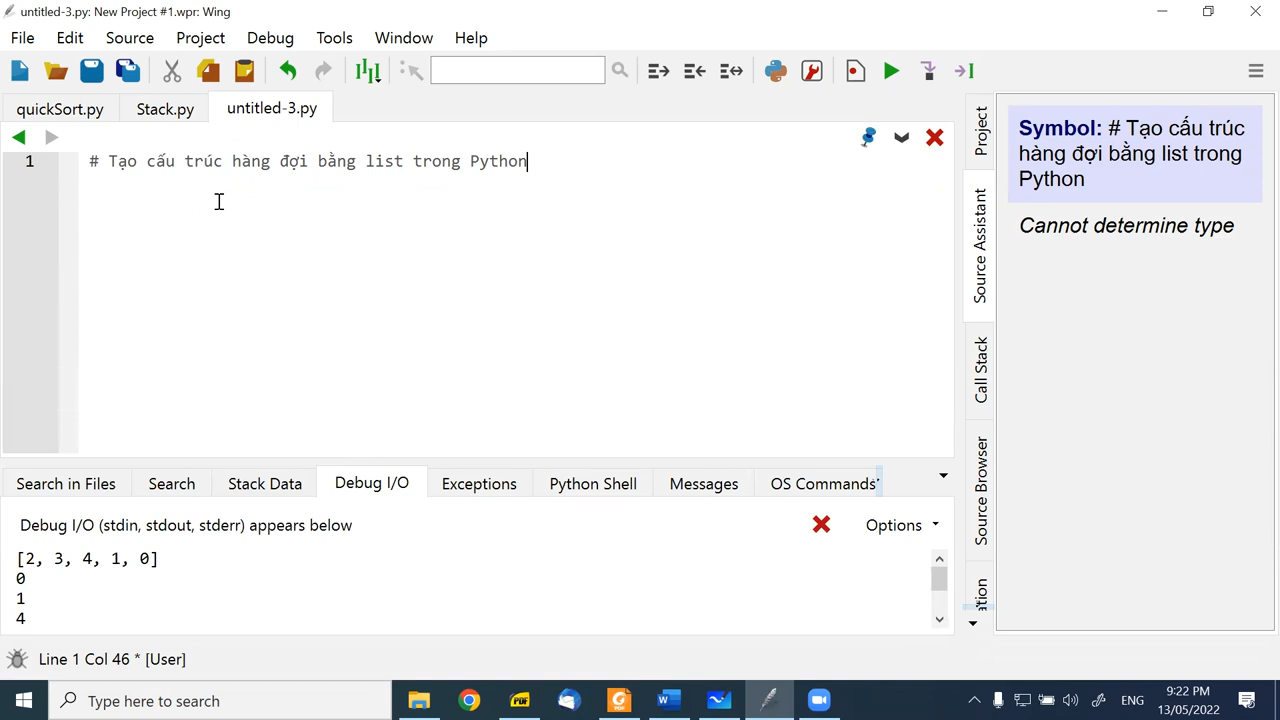 untitled-3.py: New Project #1.wpr: Wing
File Edit Source Project Debug Tools Window Help
quickSort.py Stack.py untitled-3.py
1 # Tạo cấu trúc hàng đợi bằng list trong Python
Project
Source Assistant
Call Stack
Source Browser
Symbol: # Tạo cấu trúc
hàng đợi bằng list trong
Python
Cannot determine type
Search in Files Search Stack Data Debug I/O Exceptions Python Shell Messages OS Commands
Debug I/O (stdin, stdout, stderr) appears below Options
[2, 3, 4, 1, 0]
0
1
4
Line 1 Col 46 * [User]
Type here to search
ENG
9:22 PM
13/05/2022